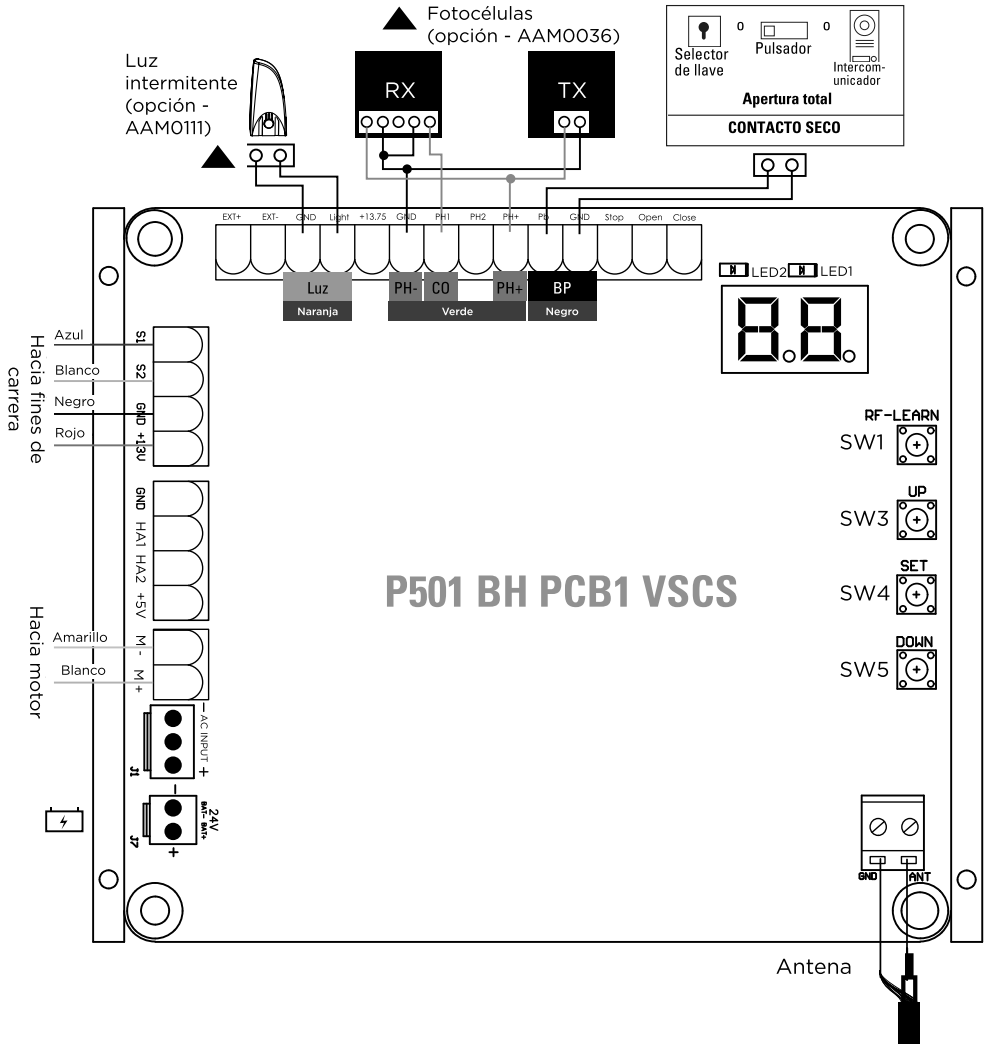 Fotocélulas
(opción - AAM0036)
Luz
intermitente
(opción -
AAM0111)
RX
TX
Selector
de llave
o
Pulsador
o
Intercom-
unicador
Apertura total
CONTACTO SECO
EXT+ EXT- GND Light +13.75 GND PH1 PH2 PH+ Pb GND Stop Open Close
Luz
Naranja
PH- CO PH+
Verde
BP
Negro
LED2 LED1
8.8.
Hacia fines de
carrera
Azul
Blanco
Negro
Rojo
S1
S2
GND
+13V
GND
HA1
HA2
+5V
Hacia motor
Amarillo
Blanco
M -
M +
- AC INPUT +
J1
-
24V
BAT- BAT+
J7
+
P501 BH PCB1 VSCS
RF-LEARN
SW1
UP
SW3
SET
SW4
DOWN
SW5
GND
ANT
Antena